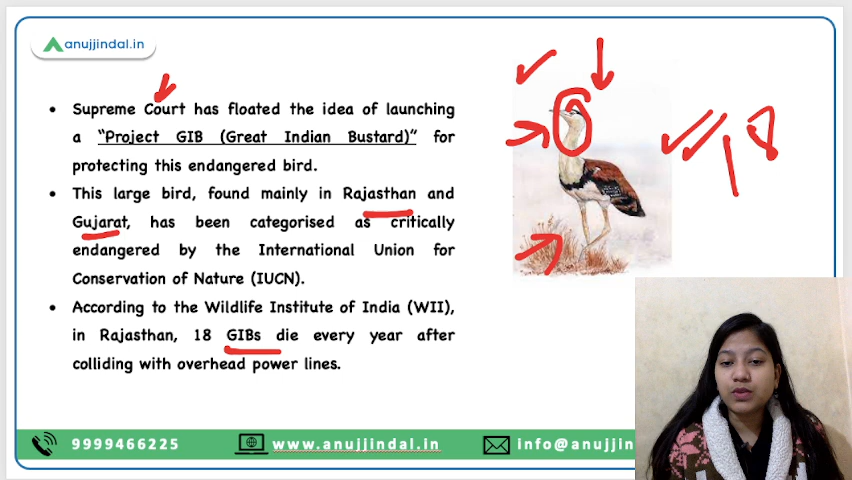 anujjindal.in
• Supreme Court has floated the idea of launching
a "Project GIB (Great Indian Bustard)" for
protecting this endangered bird.
• This large bird, found mainly in Rajasthan and
Gujarat, has been categorised as critically
endangered by the International Union for
Conservation of Nature (IUCN).
• According to the Wildlife Institute of India (WII),
in Rajasthan, 18 GIBs die every year after
colliding with overhead power lines.
18
9999466225
www.anujjindal.in
info@anujjin